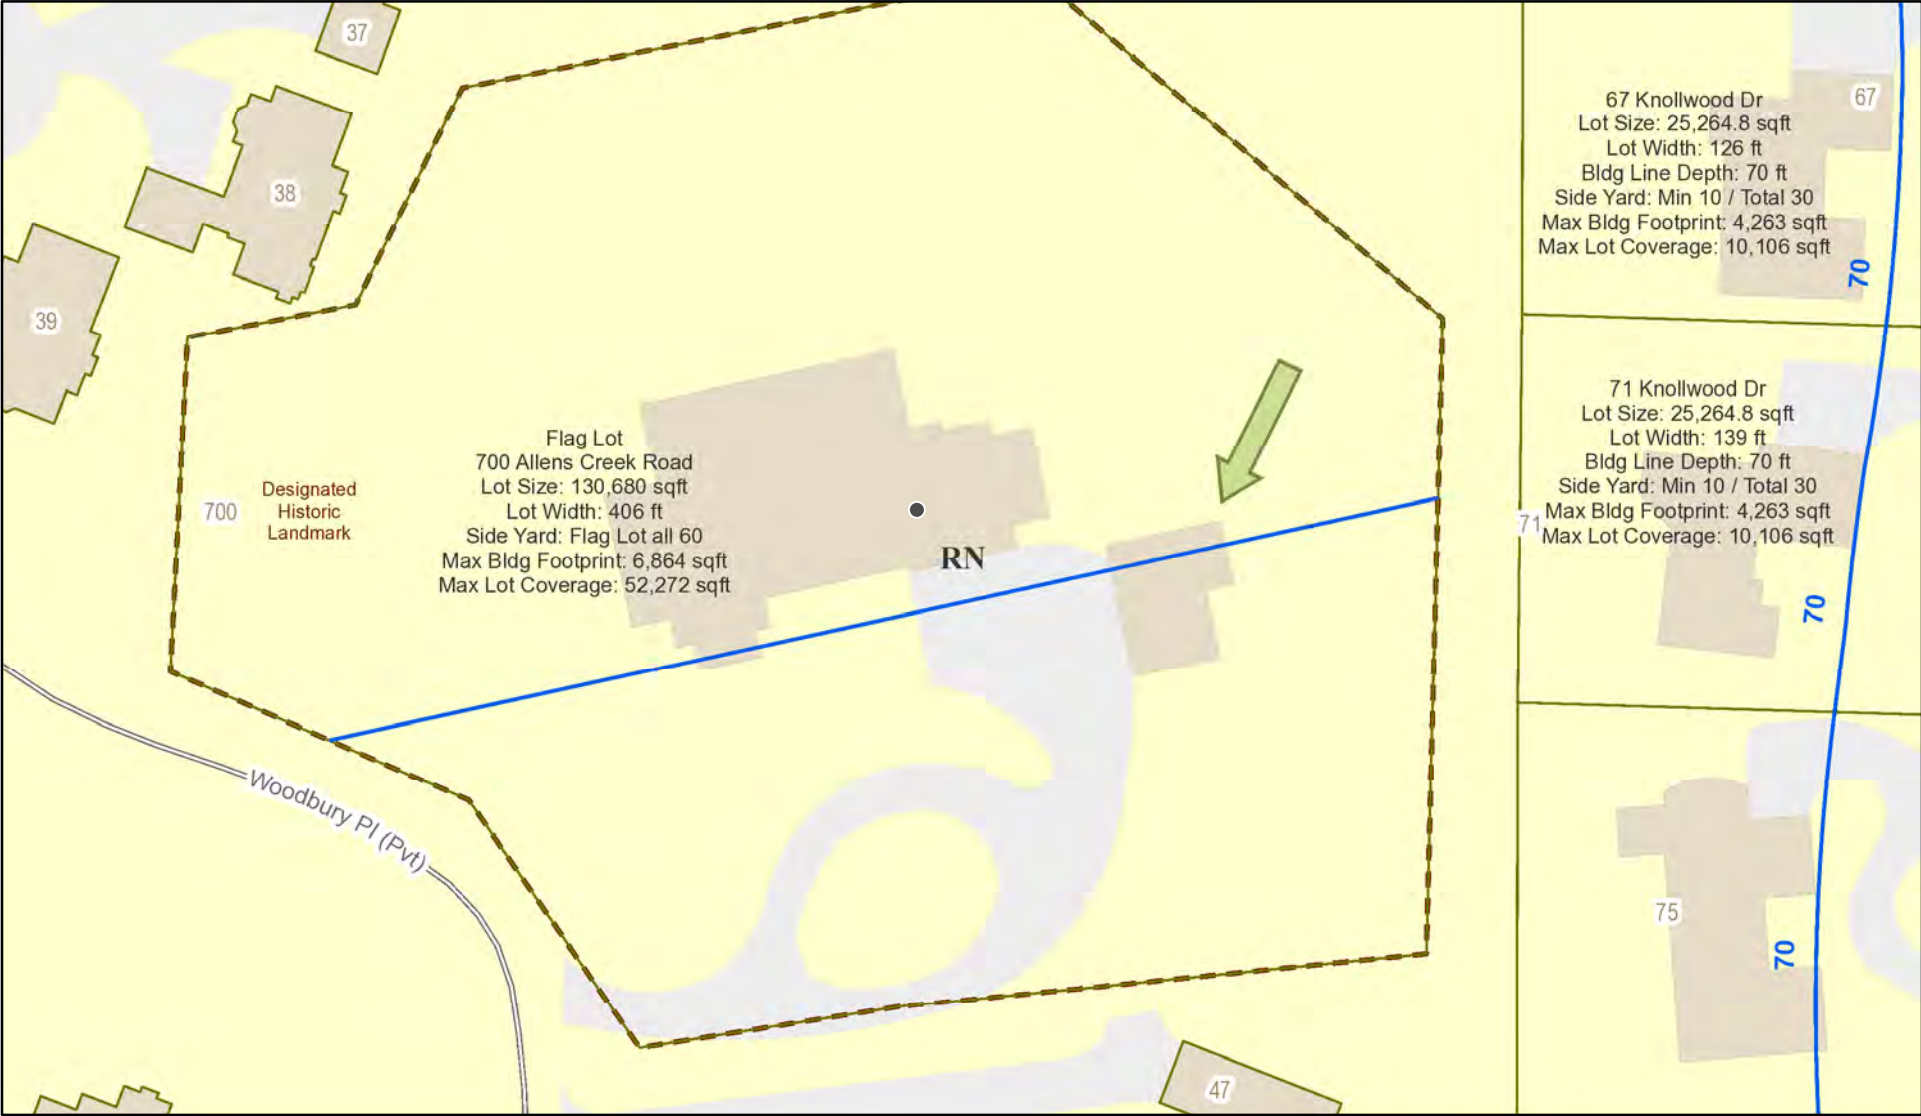 37
38
39
67
67 Knollwood Dr
Lot Size: 25,264.8 sqft
Lot Width: 126 ft
Bldg Line Depth: 70 ft
Side Yard: Min 10 / Total 30
Max Bldg Footprint: 4,263 sqft
Max Lot Coverage: 10,106 sqft
70
700
Designated
Historic
Landmark
Flag Lot
700 Allens Creek Road
Lot Size: 130,680 sqft
Lot Width: 406 ft
Side Yard: Flag Lot all 60
Max Bldg Footprint: 6,864 sqft
Max Lot Coverage: 52,272 sqft
RN
71
71 Knollwood Dr
Lot Size: 25,264.8 sqft
Lot Width: 139 ft
Bldg Line Depth: 70 ft
Side Yard: Min 10 / Total 30
Max Bldg Footprint: 4,263 sqft
Max Lot Coverage: 10,106 sqft
70
Woodbury Pl (Pvt)
75
70
47